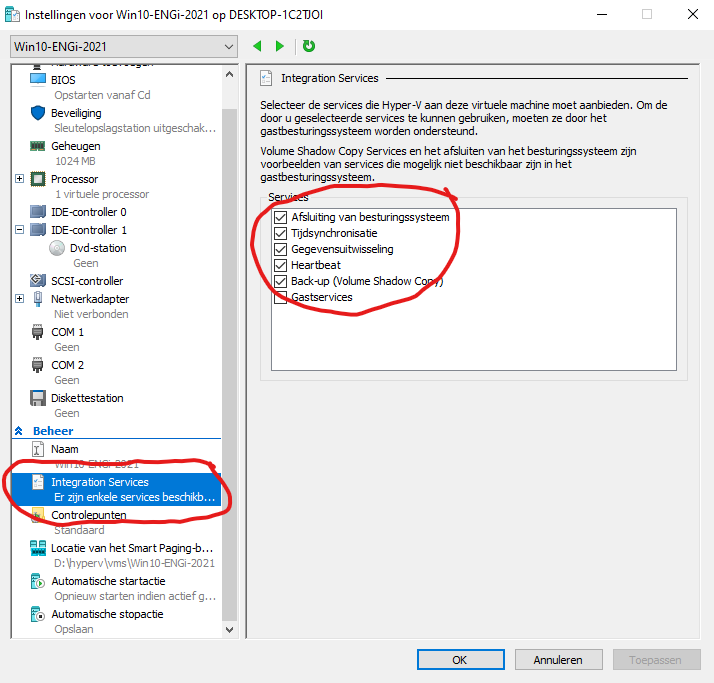 Instellingen voor Win10-ENGi-2021 op DESKTOP-1C2TJOI
Win10-ENGi-2021
BIOS
Opstarten vanaf Cd
Beveiliging
Sleutelopslagstation uitgeschak...
Geheugen
1024 MB
Processor
1 virtuele processor
IDE-controller 0
IDE-controller 1
Dvd-station
Geen
SCSI-controller
Netwerkadapter
Niet verbonden
COM 1
Geen
COM 2
Geen
Diskettestation
Geen
Beheer
Naam
Win10-ENGi-2021
Integration Services
Er zijn enkele services beschikb...
Controlepunten
Standaard
Locatie van het Smart Paging-b...
D:\hyperv\vms\Win10-ENGi-2021
Automatische startactie
Opnieuw starten indien actief g...
Automatische stopactie
Opslaan
Integration Services
Selecteer de services die Hyper-V aan deze virtuele machine moet aanbieden. Om de
door u geselecteerde services te kunnen gebruiken, moeten ze door het
gastbesturingssysteem worden ondersteund.
Volume Shadow Copy Services en het afsluiten van het besturingssysteem zijn
voorbeelden van services die mogelijk niet beschikbaar zijn in het
gastbesturingssysteem.
Services
Afsluiting van besturingssysteem
Tijdsynchronisatie
Gegevensuitwisseling
Heartbeat
Back-up (Volume Shadow Copy)
Gastservices
OK
Annuleren
Toepassen